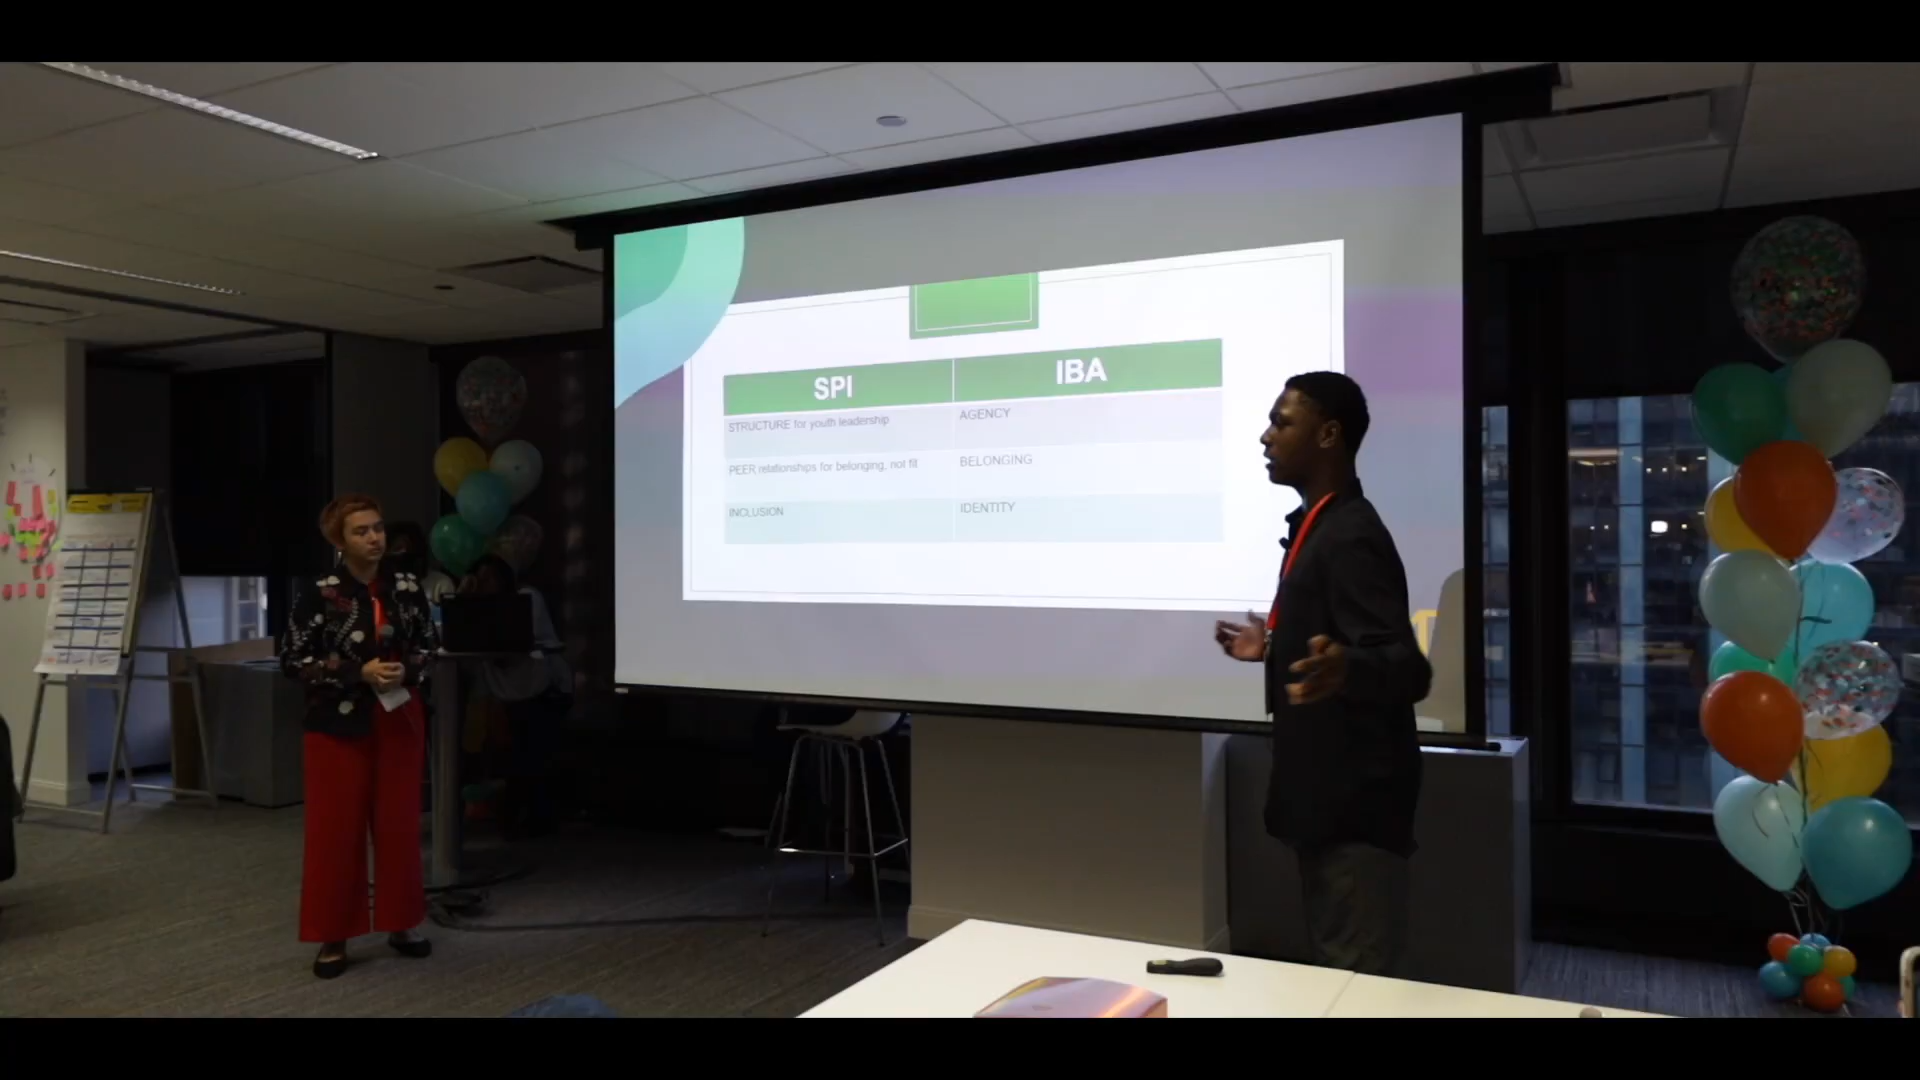 SPI IBA
STRUCTURE for youth leadership AGENCY
PEER relationships for belonging, not fit BELONGING
INCLUSION IDENTITY